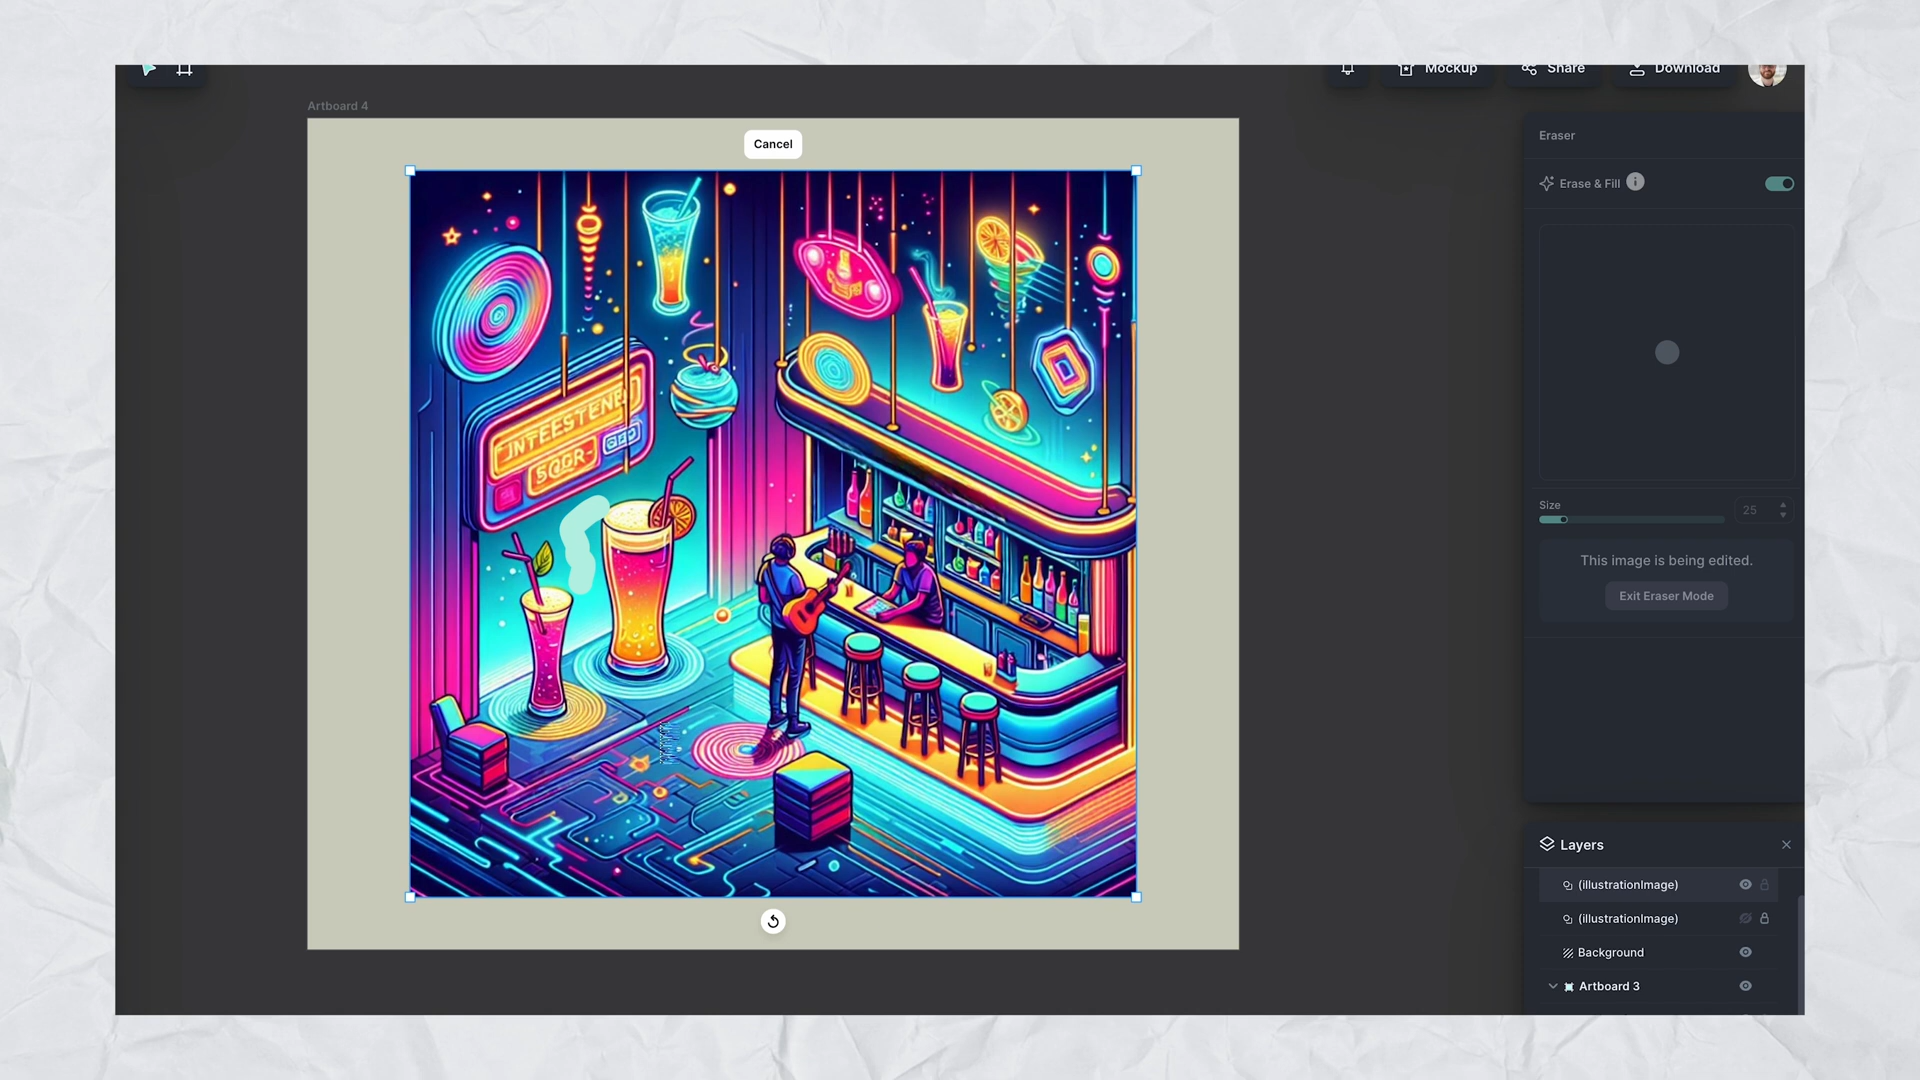 Mockup
Share
Download
Artboard 4
Cancel
Eraser
Erase & Fill
INTEESTENE
Size
25
This image is being edited.
Exit Eraser Mode
Layers
(illustrationImage)
(illustrationImage)
Background
Artboard 3